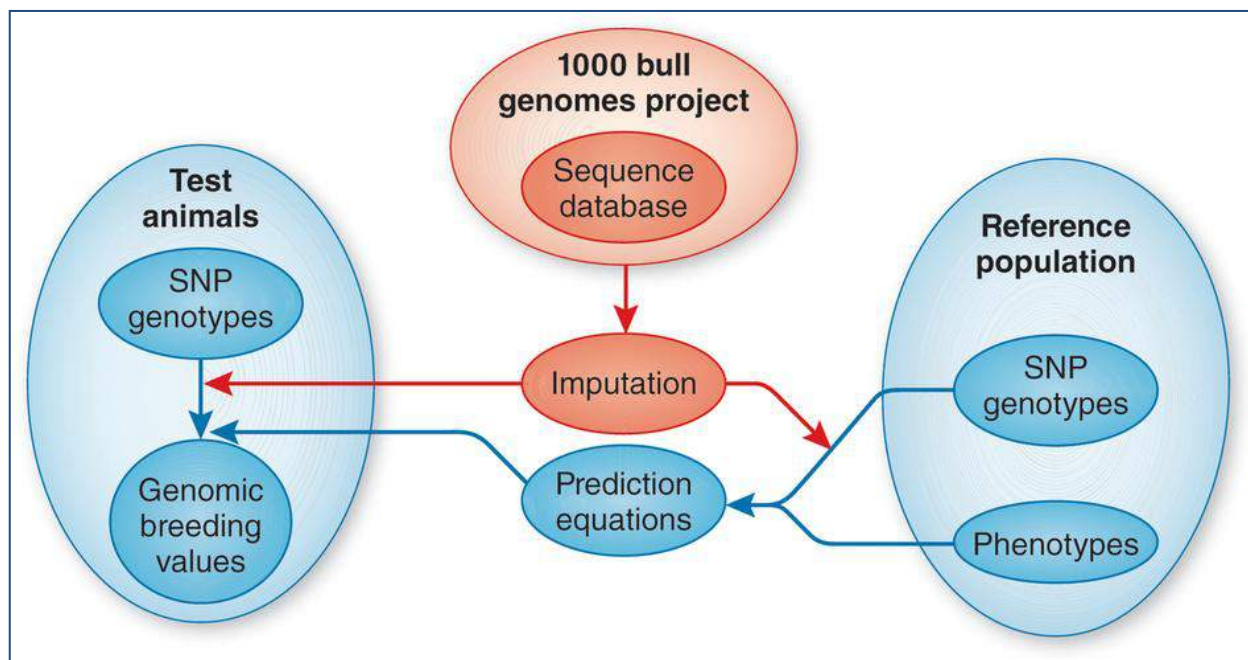 1000 bull
genomes project
Sequence
database
Test
animals
SNP
genotypes
Genomic
breeding
values
Imputation
Prediction
equations
Reference
population
SNP
genotypes
Phenotypes